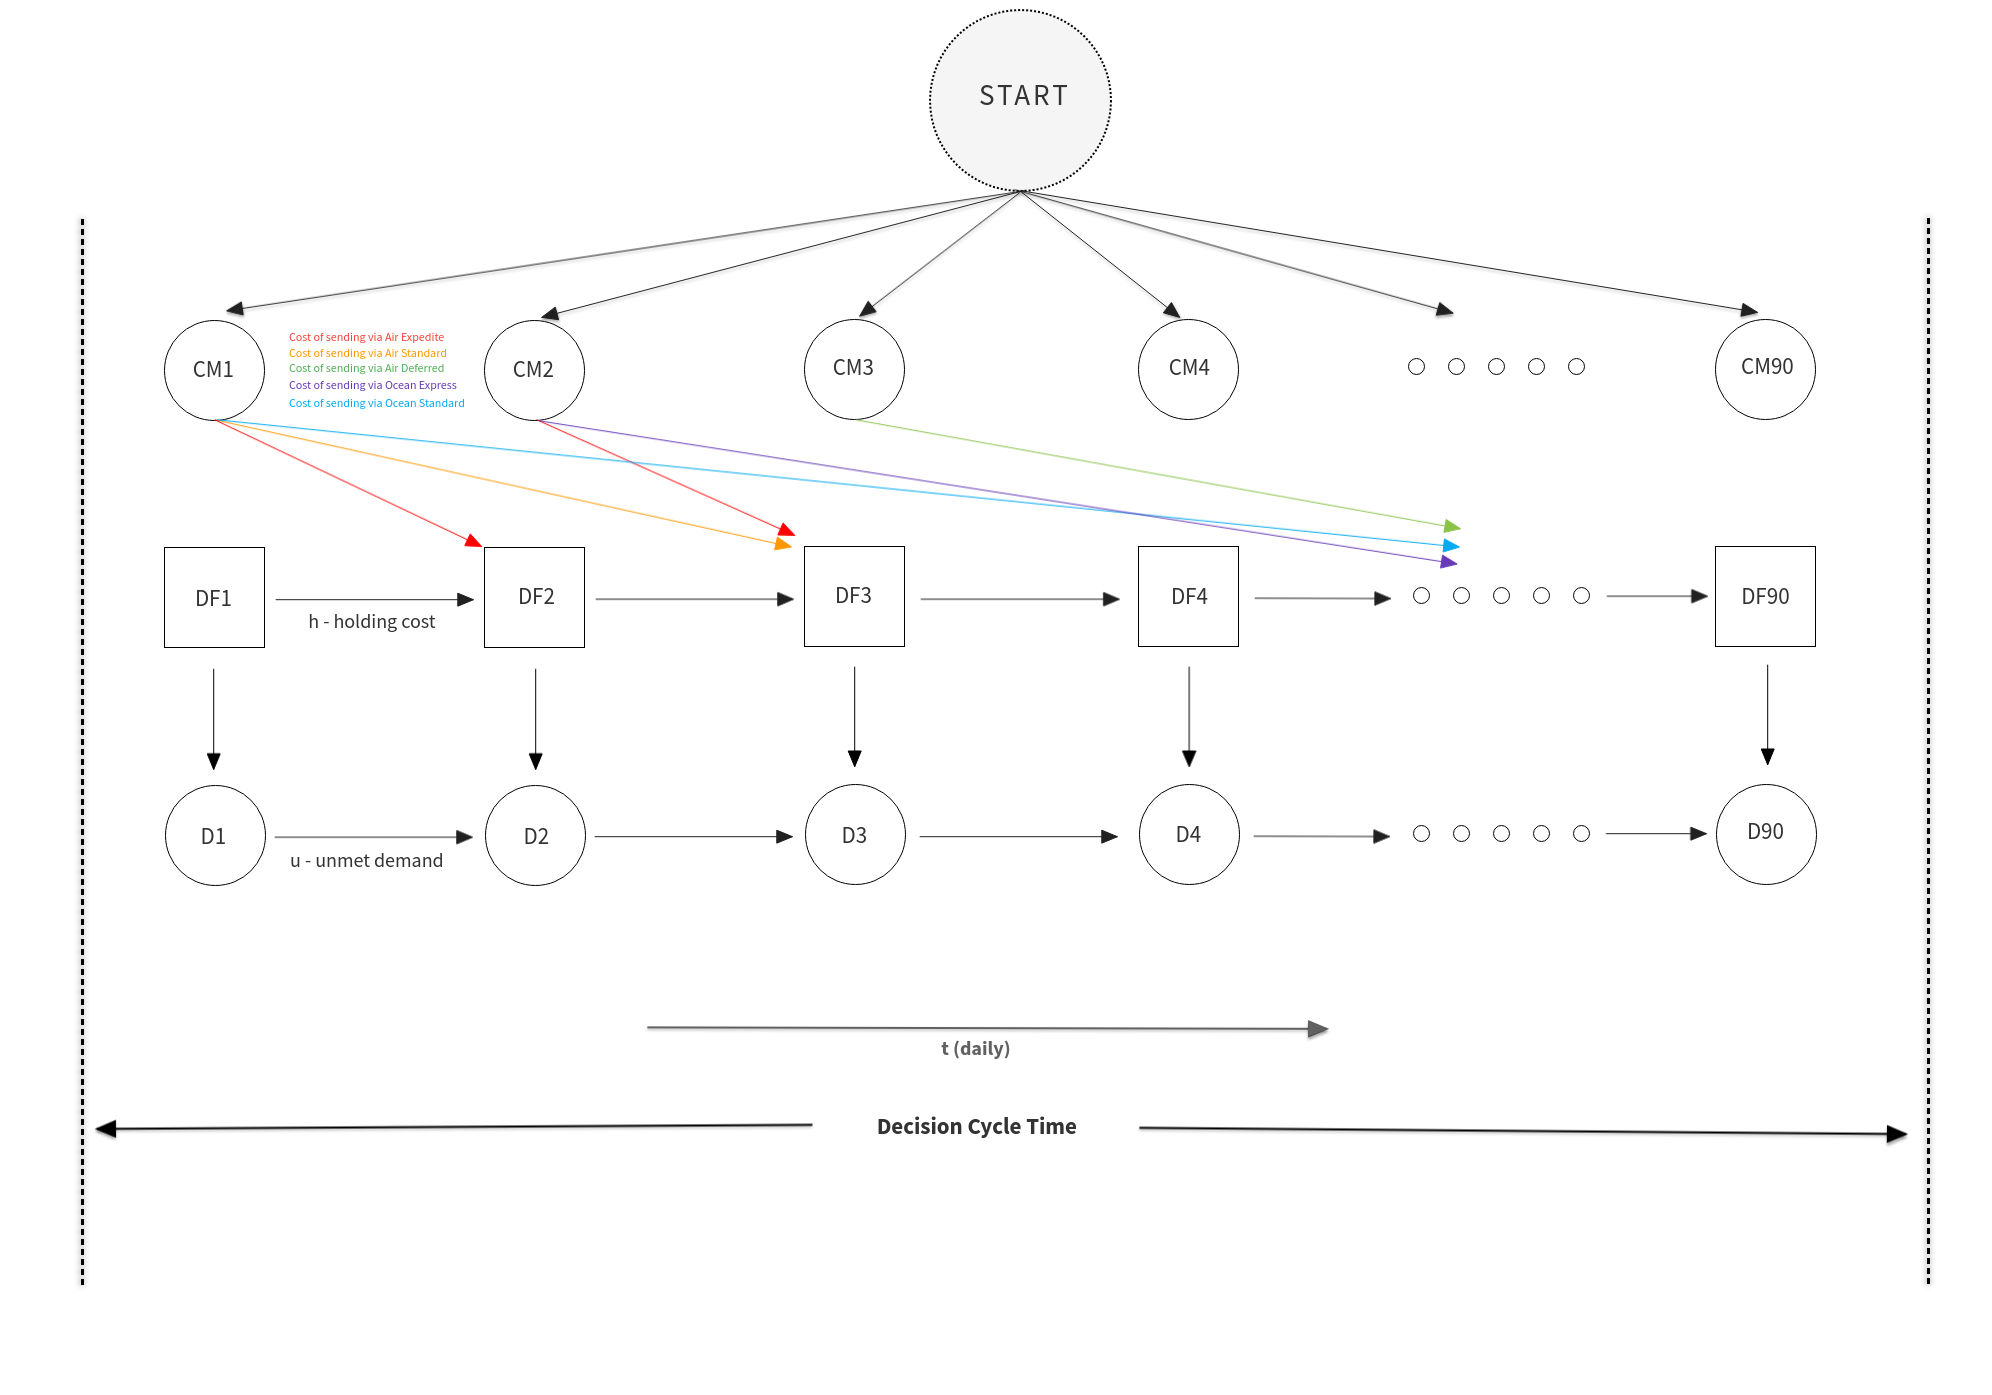 START
CM1
Cost of sending via Air Expedite
Cost of sending via Air Standard
Cost of sending via Air Deferred
Cost of sending via Ocean Express
Cost of sending via Ocean Standard
CM2
CM3
CM4
CM90
DF1
h - holding cost
DF2
DF3
DF4
DF90
D1
u - unmet demand
D2
D3
D4
D90
t (daily)
Decision Cycle Time